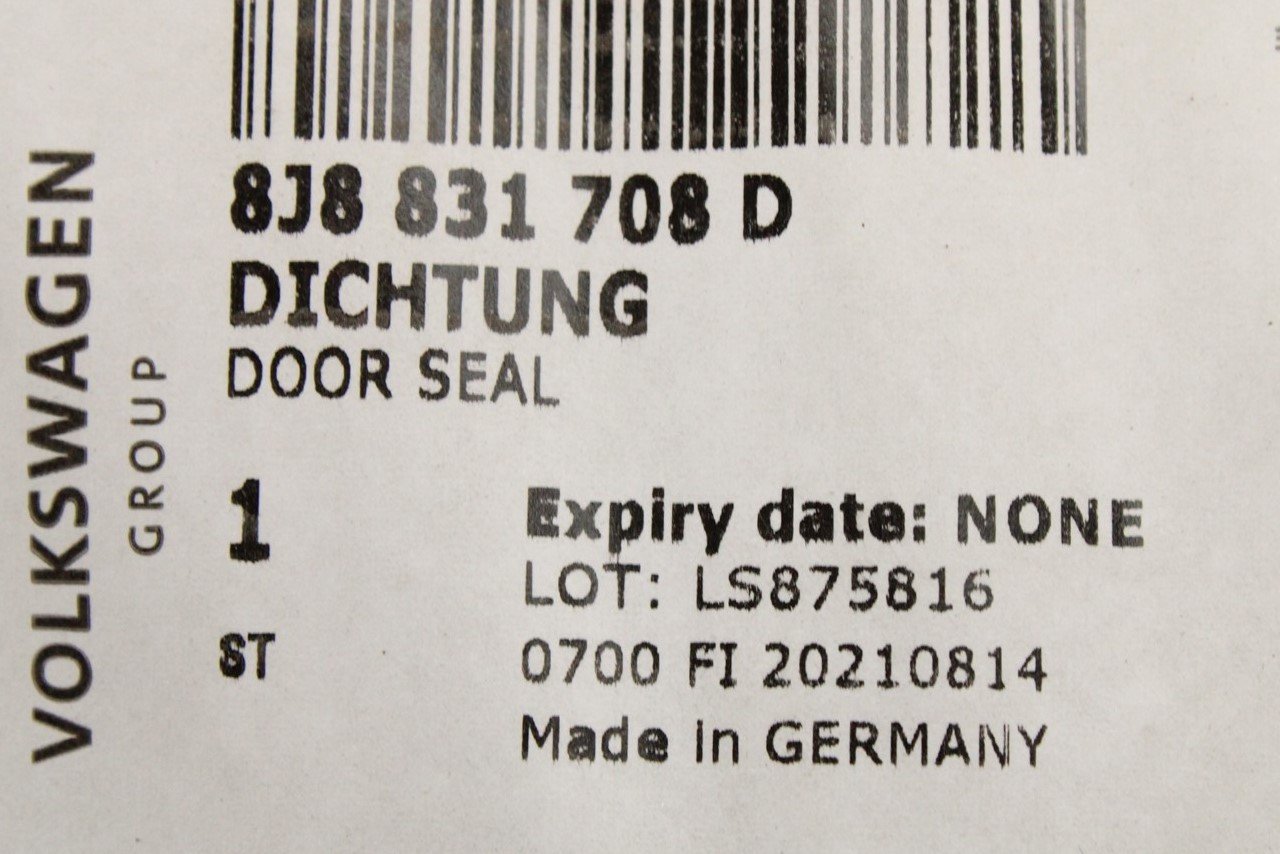 VOLKSWAGEN
GROUP
8J8 831 708 D
DICHTUNG
DOOR SEAL
1
Expiry date: NONE
LOT: LS875816
ST
0700 FI 20210814
Made in GERMANY